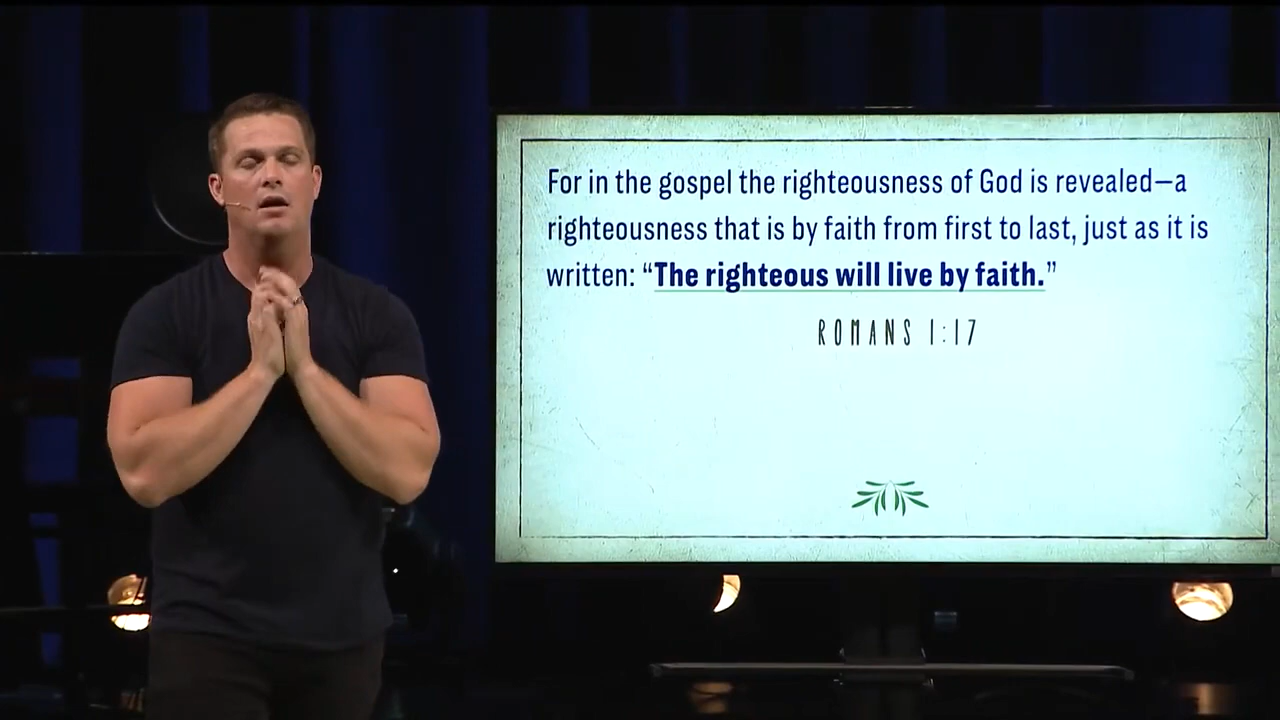 For in the gospel the righteousness of God is revealed—a
righteousness that is by faith from first to last, just as it is
written: “The righteous will live by faith.”
ROMANS 1:17